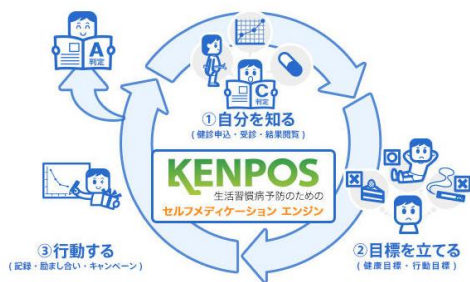 A
判定
C
判定
①自分を知る
(健診申込・受診・結果閲覧)
KENPOS
生活習慣病予防のための
セルフメディケーション エンジン
③行動する
(記録・励まし合い・キャンペーン)
②目標を立てる
(健康目標・行動目標)